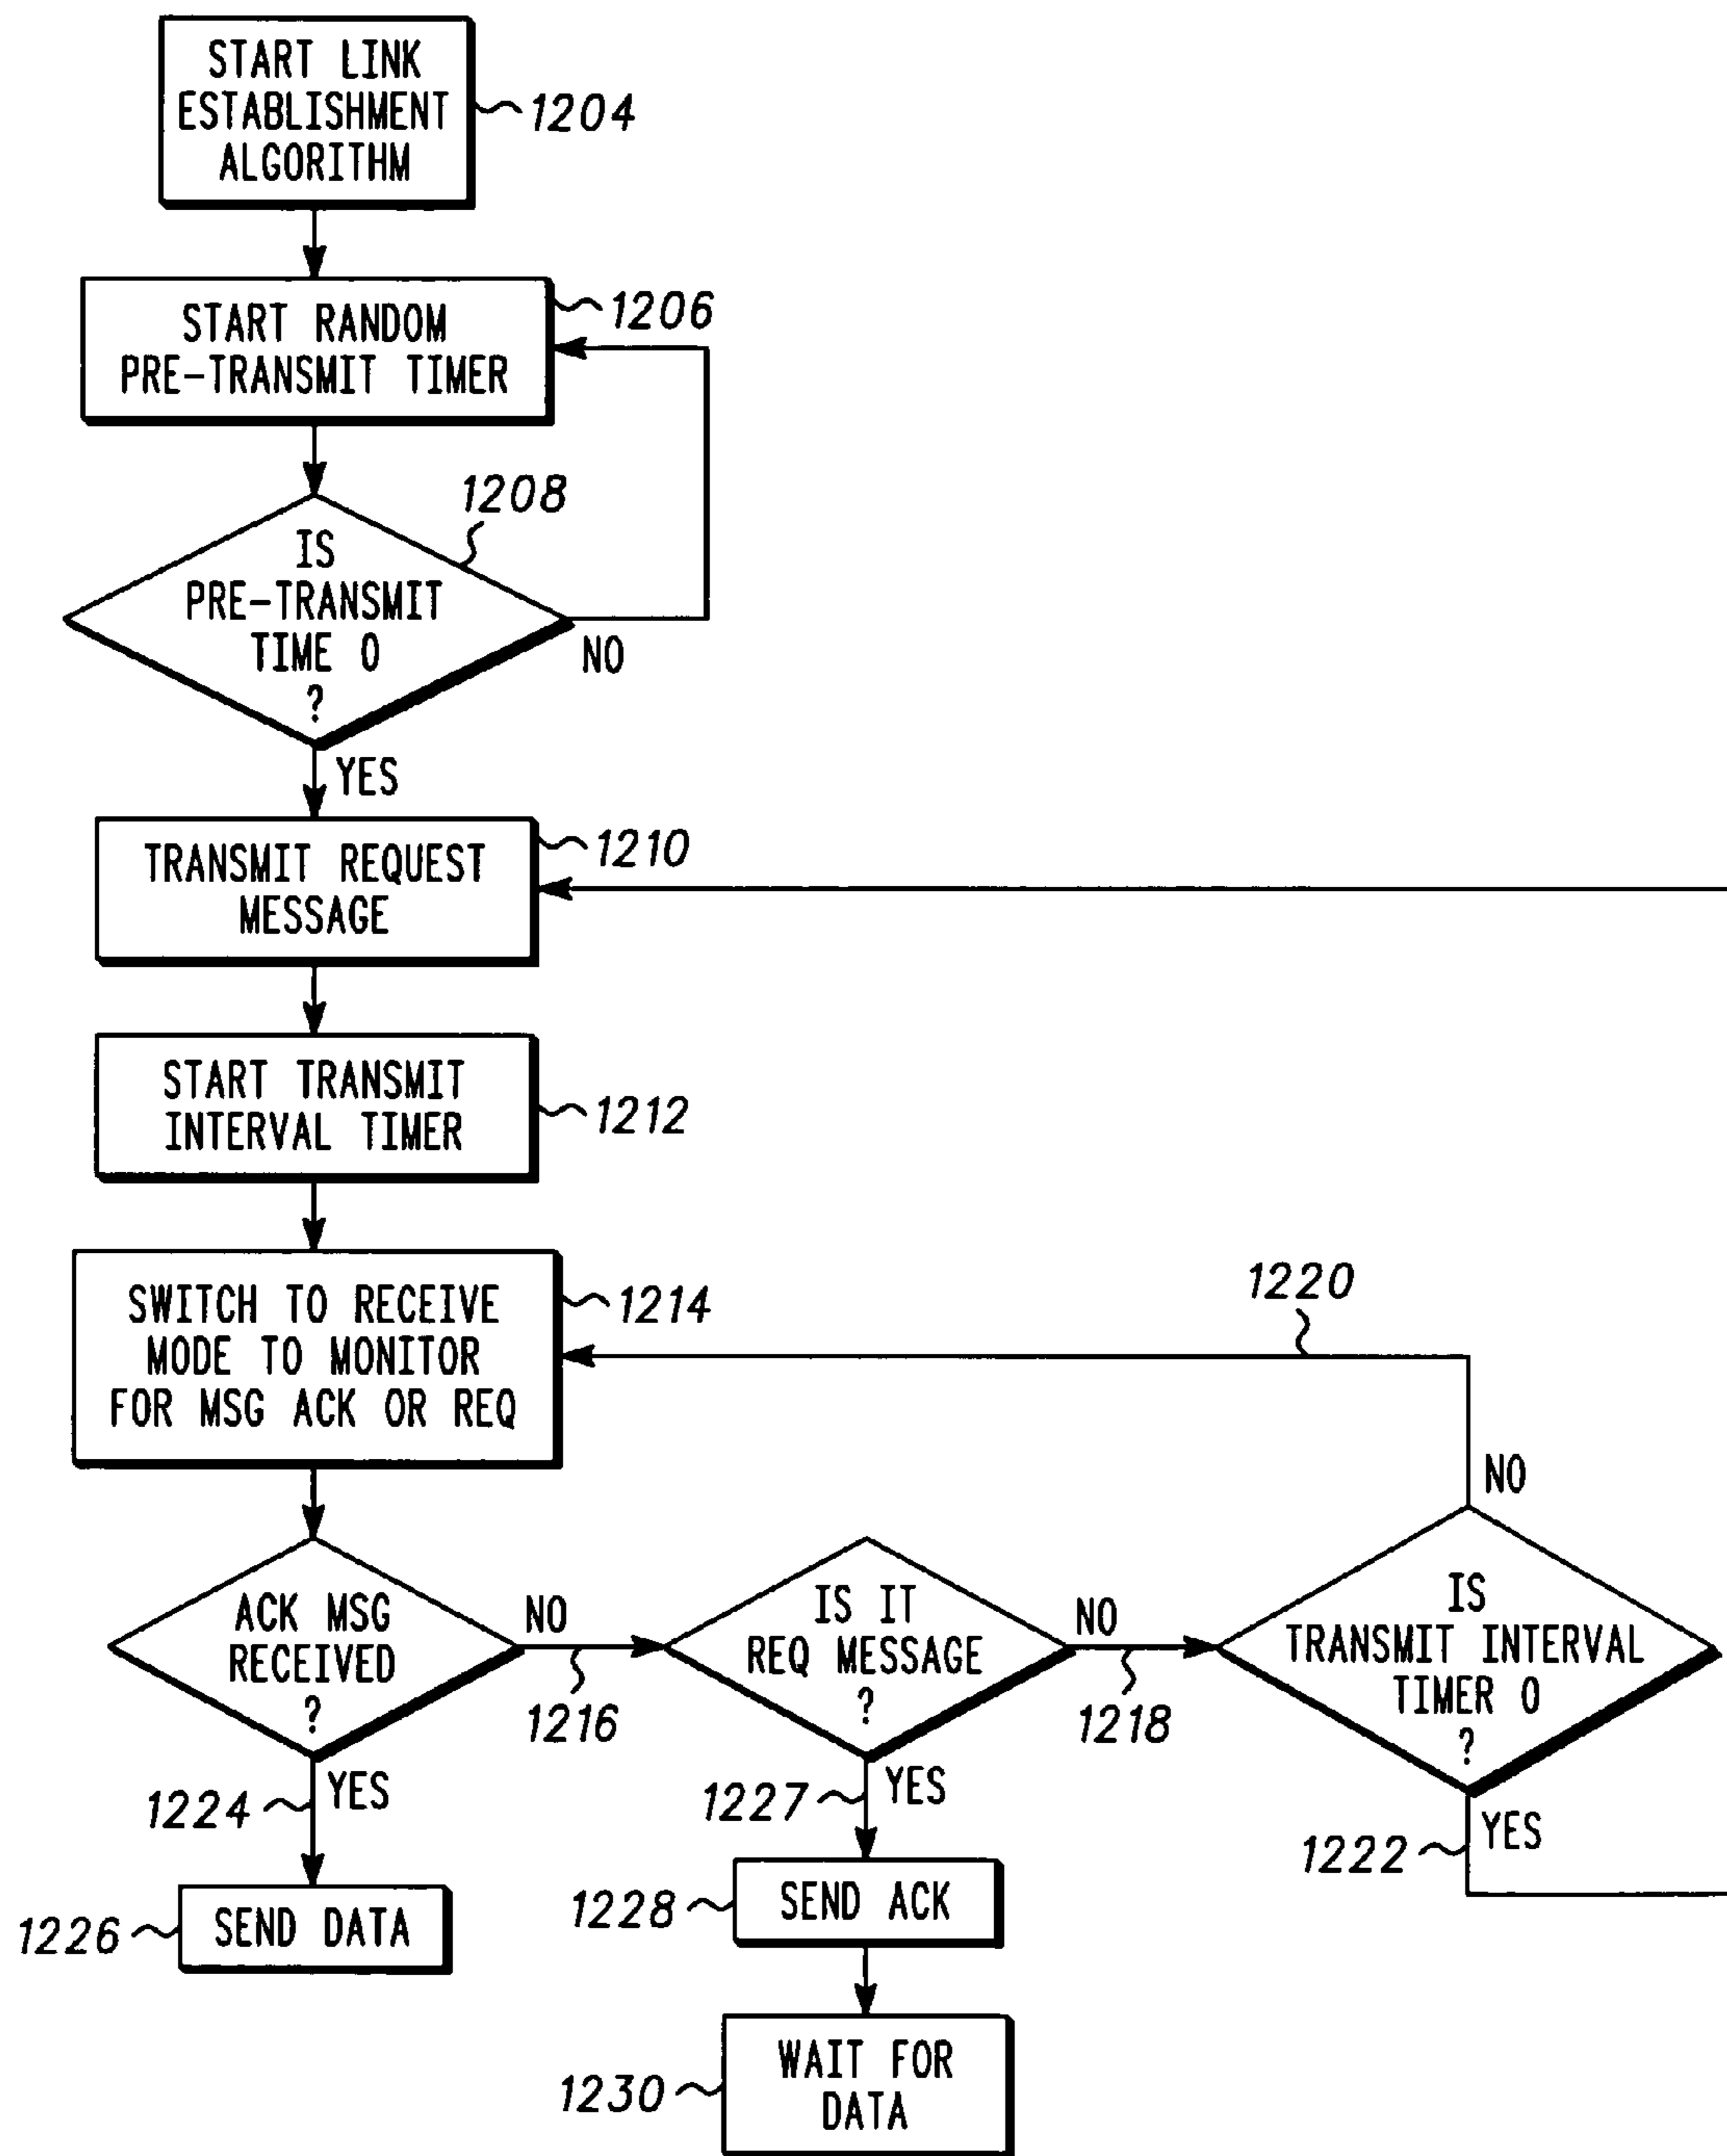 START LINK
ESTABLISHMENT
ALGORITHM
1204
START RANDOM
PRE-TRANSMIT TIMER
1206
1208
IS
PRE-TRANSMIT
TIME 0
?
NO
YES
TRANSMIT REQUEST
MESSAGE
1210
START TRANSMIT
INTERVAL TIMER
1212
SWITCH TO RECEIVE
MODE TO MONITOR
FOR MSG ACK OR REQ
1214
1220
NO
ACK MSG
RECEIVED
?
NO
1216
IS IT
REQ MESSAGE
?
NO
1218
IS
TRANSMIT INTERVAL
TIMER 0
?
1224
YES
1227
YES
1222
YES
1226
SEND DATA
1228
SEND ACK
1230
WAIT FOR
DATA